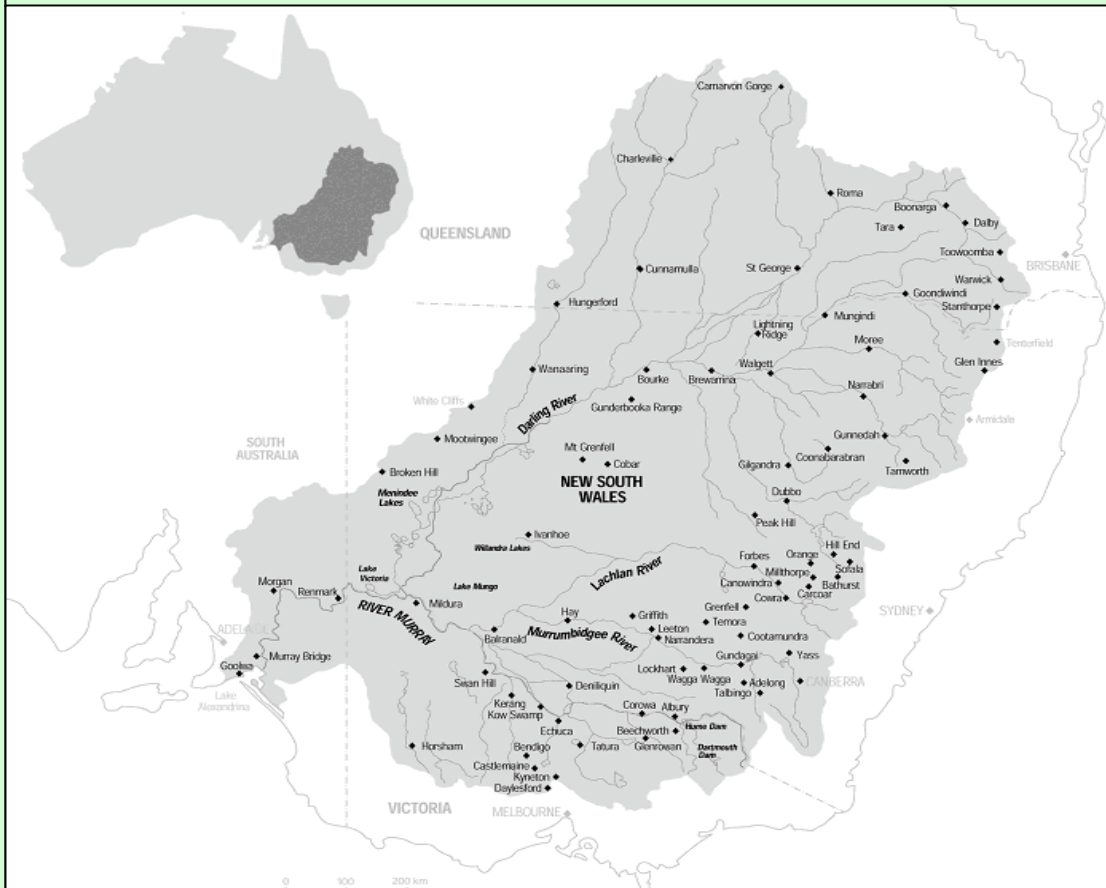 Carnarvon Gorge
Charleville
Roma
Boonarga
Tara
Dalby
QUEENSLAND
Toowoomba
Cunnamulla
St George
BRISBANE
Warwick
Goondiwindi
Hungerford
Stanthorpe
Mungindi
Lightning
Ridge
Moree
Tenterfield
Glen Innes
Walgett
Wanaaring
Bourke
Brewarrina
Narrabri
White Cliffs
Darling River
Gunderbooka Range
Armidale
SOUTH
AUSTRALIA
Mootwingee
Gunnedah
Mt Grenfell
Coonabarabran
Cobar
Gilgandra
Tamworth
Broken Hill
NEW SOUTH
WALES
Menindee
Lakes
Dubbo
Peak Hill
Ivanhoe
Willandra Lakes
Hill End
Forbes
Orange
Lake
Victoria
Lachlan River
Sofala
Millthorpe
Morgan
Lake Mungo
Canowindra
Bathurst
Renmark
Carcoar
Cowra
Mildura
RIVER MURRAY
Hay
Grenfell
SYDNEY
Griffith
Temora
ADELAIDE
Balranald
Murrumbidgee River
Leeton
Narrandera
Cootamundra
Murray Bridge
Gundagai
Yass
Goolwa
Lockhart
Wagga Wagga
Swan Hill
Deniliquin
Adelong
CANBERRA
Talbingo
Lake
Alexandrina
Kerang
Kow Swamp
Corowa
Albury
Echuca
Beechworth
Hume Dam
Horsham
Bendigo
Tatura
Glenrowan
Dartmouth
Dam
Castlemaine
Kyneton
Daylesford
VICTORIA
MELBOURNE
0 100 200 km